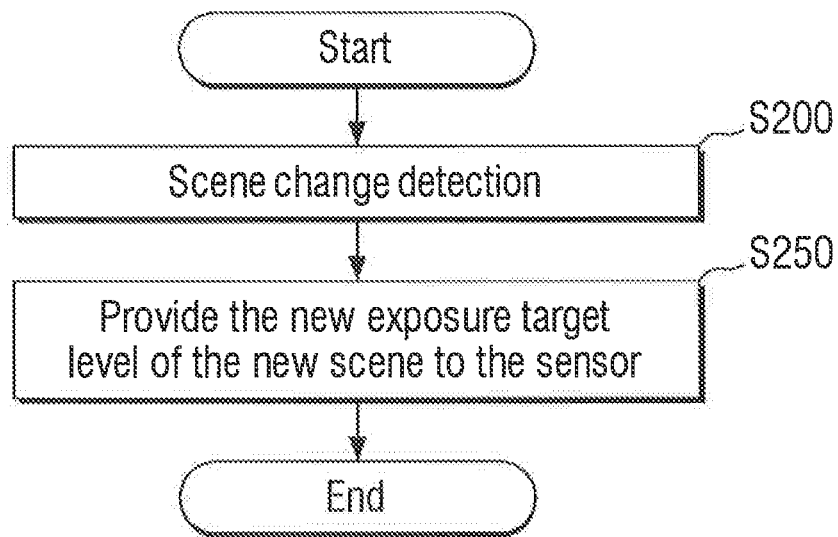 Start
S200
Scene change detection
S250
Provide the new exposure target
level of the new scene to the sensor
End